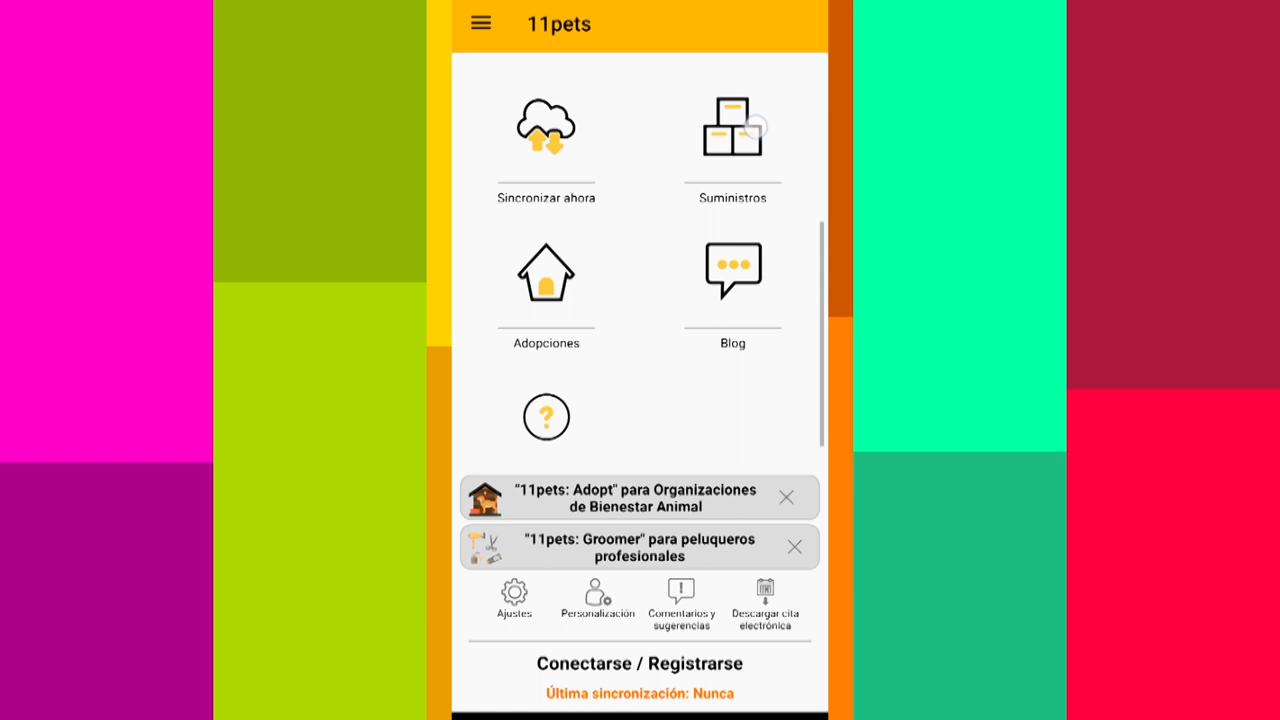 11pets
Sincronizar ahora
Suministros
Adopciones
Blog
?
"11pets: Adopt" para Organizaciones
de Bienestar Animal
"11pets: Groomer" para peluqueros
profesionales
Ajustes
Personalización
Comentarios y
sugerencias
Descargar cita
electrónica
Conectarse / Registrarse
Última sincronización: Nunca